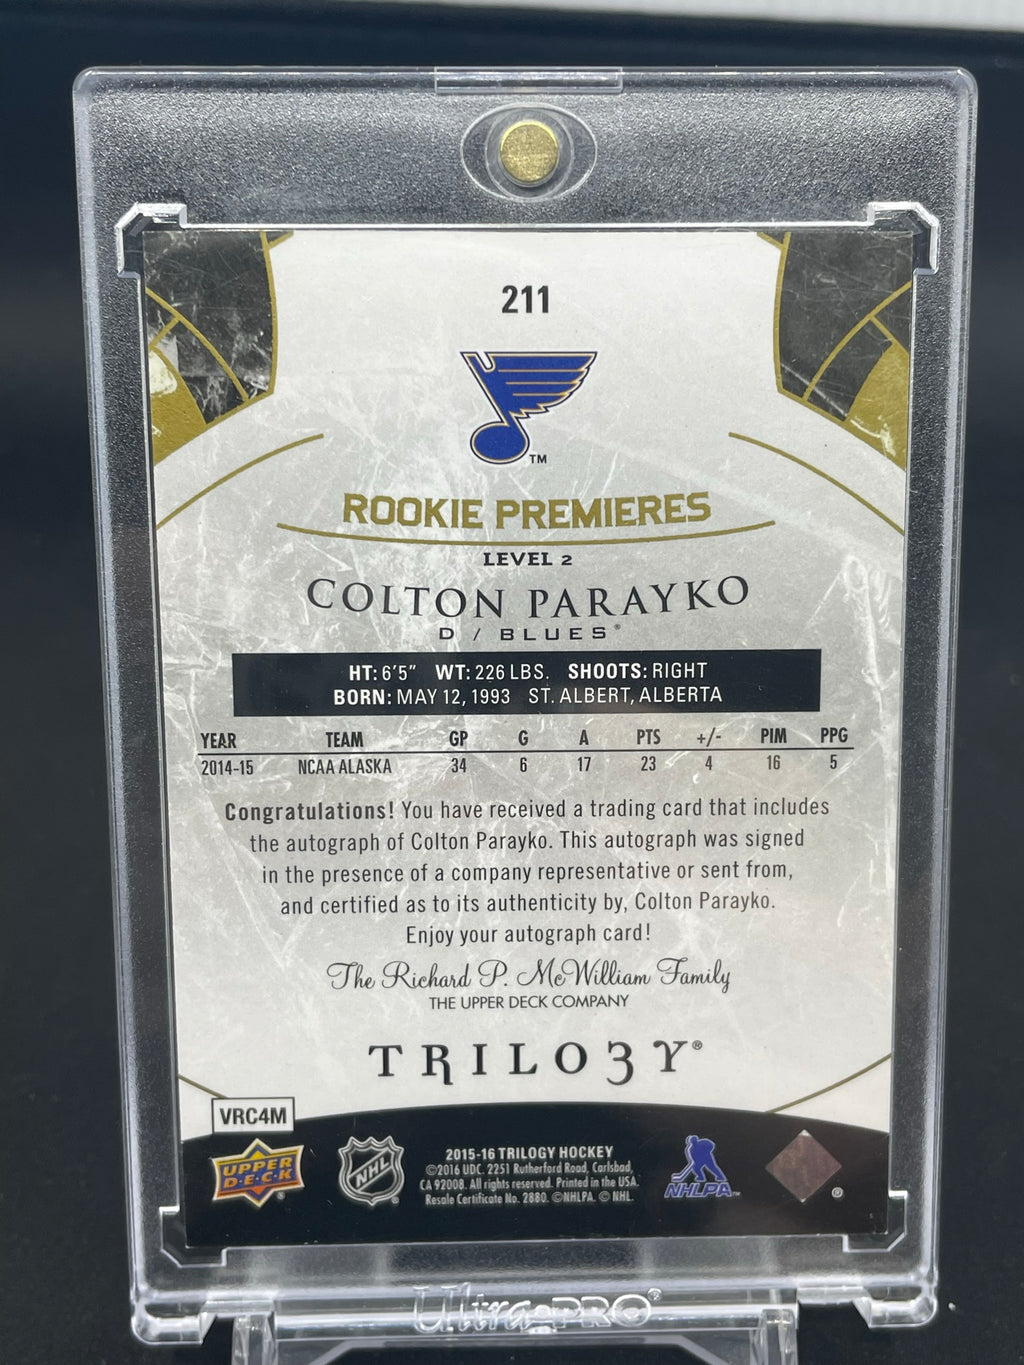 211
TM
ROOKIE PREMIERES
LEVEL 2
COLTON PARAYKO
D / BLUES®
HT: 6'5" WT: 226 LBS. SHOOTS: RIGHT
BORN: MAY 12, 1993 ST. ALBERT, ALBERTA
YEAR TEAM GP G A PTS +/- PIM PPG
2014-15 NCAA ALASKA 34 6 17 23 4 16 5
Congratulations! You have received a trading card that includes
the autograph of Colton Parayko. This autograph was signed
in the presence of a company representative or sent from,
and certified as to its authenticity by, Colton Parayko.
Enjoy your autograph card!
The Richard P. McWilliam Family
THE UPPER DECK COMPANY
TRILO3Y®
VRC4M
UPPER
D·E·C·K
NHL
2015-16 TRILOGY HOCKEY
©2016 UDC. 2251 Rutherford Road, Carlsbad,
CA 92008. All rights reserved. Printed in the USA.
Resale Certificate No. 2880. ©NHLPA. © NHL.
NHLPA™
®
Ultra·PRO®